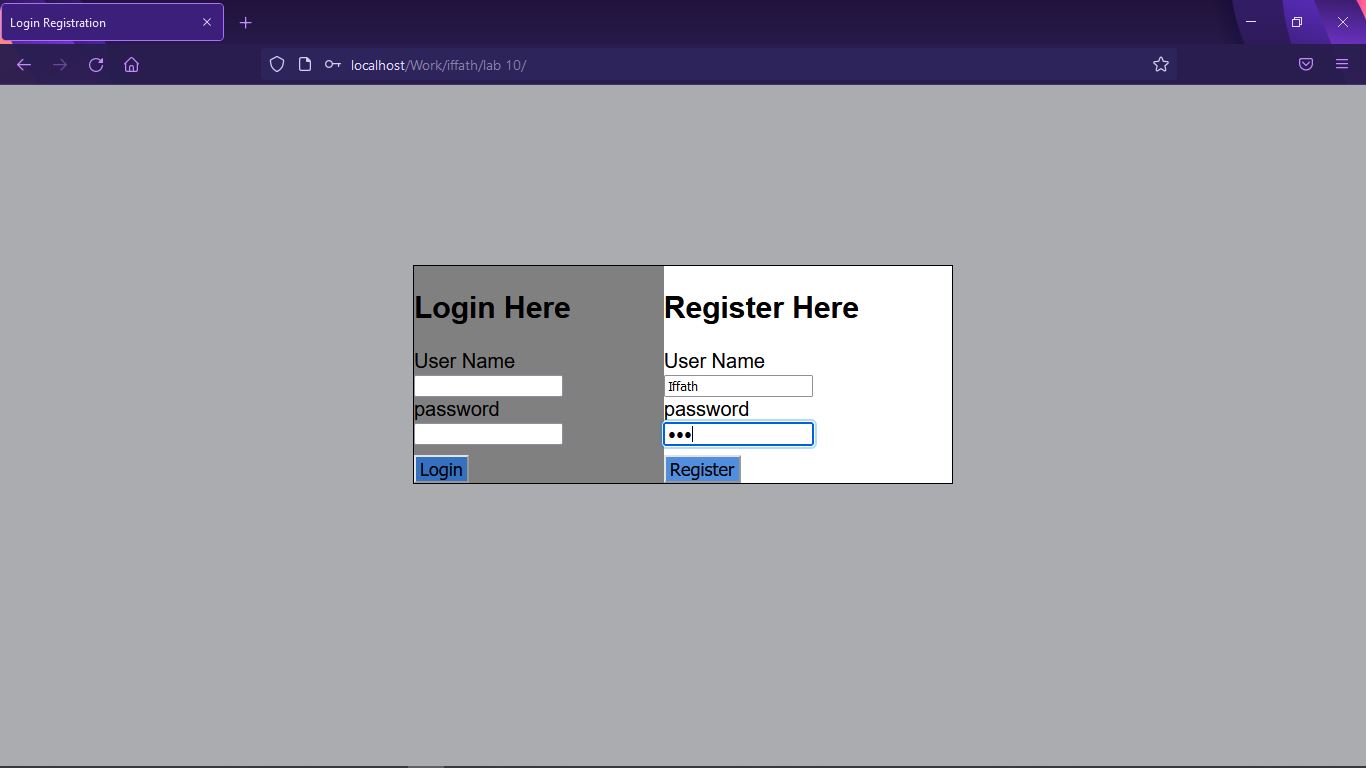 Login Registration
localhost/Work/iffath/lab 10/
Login Here
User Name
password
Login
Register Here
User Name
Iffath
password
•••
Register